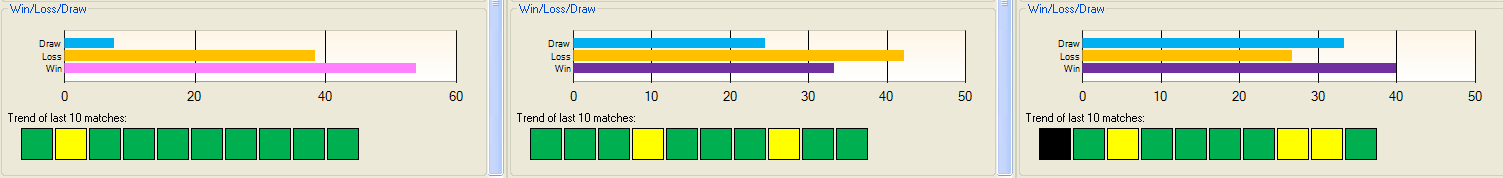 Win/Loss/Draw
Draw
Loss
Win
0 20 40 60
Trend of last 10 matches:
Win/Loss/Draw
Draw
Loss
Win
0 10 20 30 40 50
Trend of last 10 matches:
Win/Loss/Draw
Draw
Loss
Win
0 10 20 30 40 50
Trend of last 10 matches: